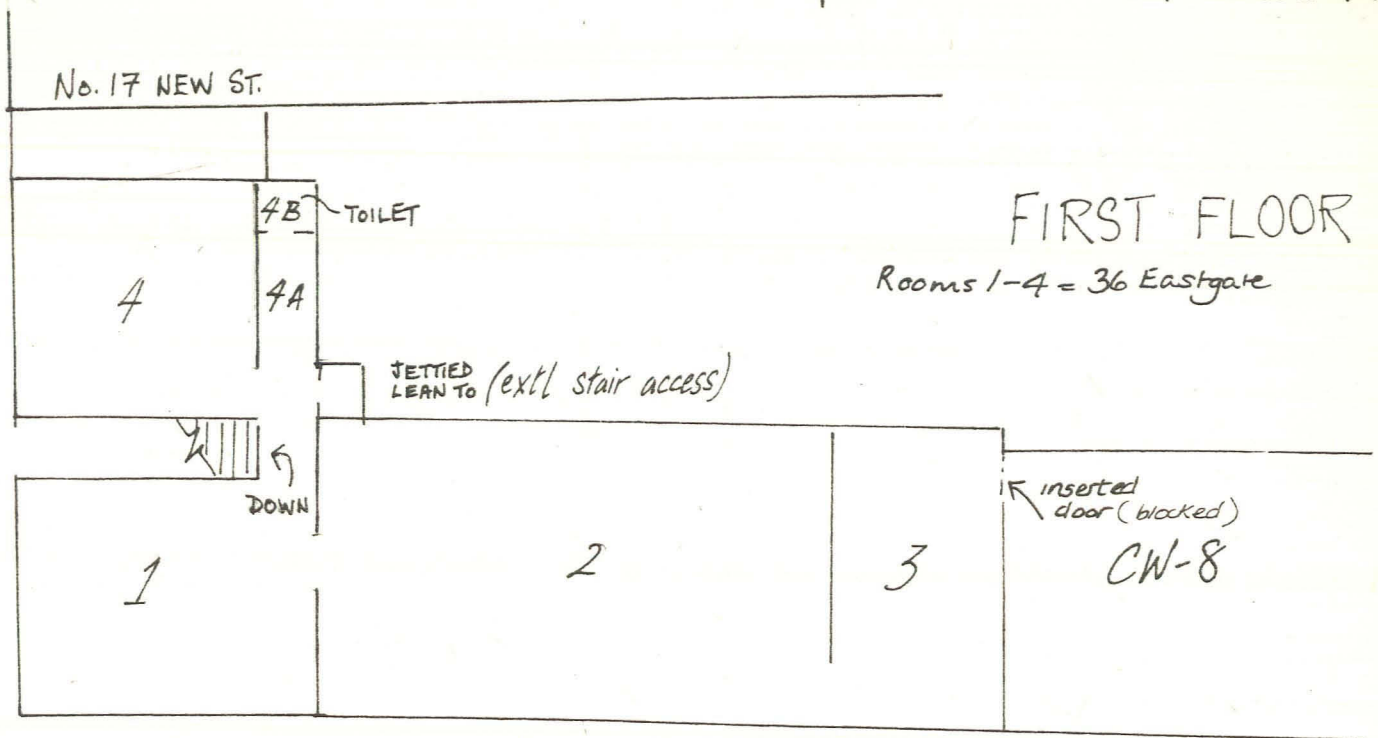 No. 17 NEW ST.
4B
TOILET
FIRST FLOOR
Rooms 1-4 = 36 Eastgate
4
4A
JETTIED
LEAN TO (extl stair access)
DOWN
inserted
door (blocked)
1
2
3
CW-8